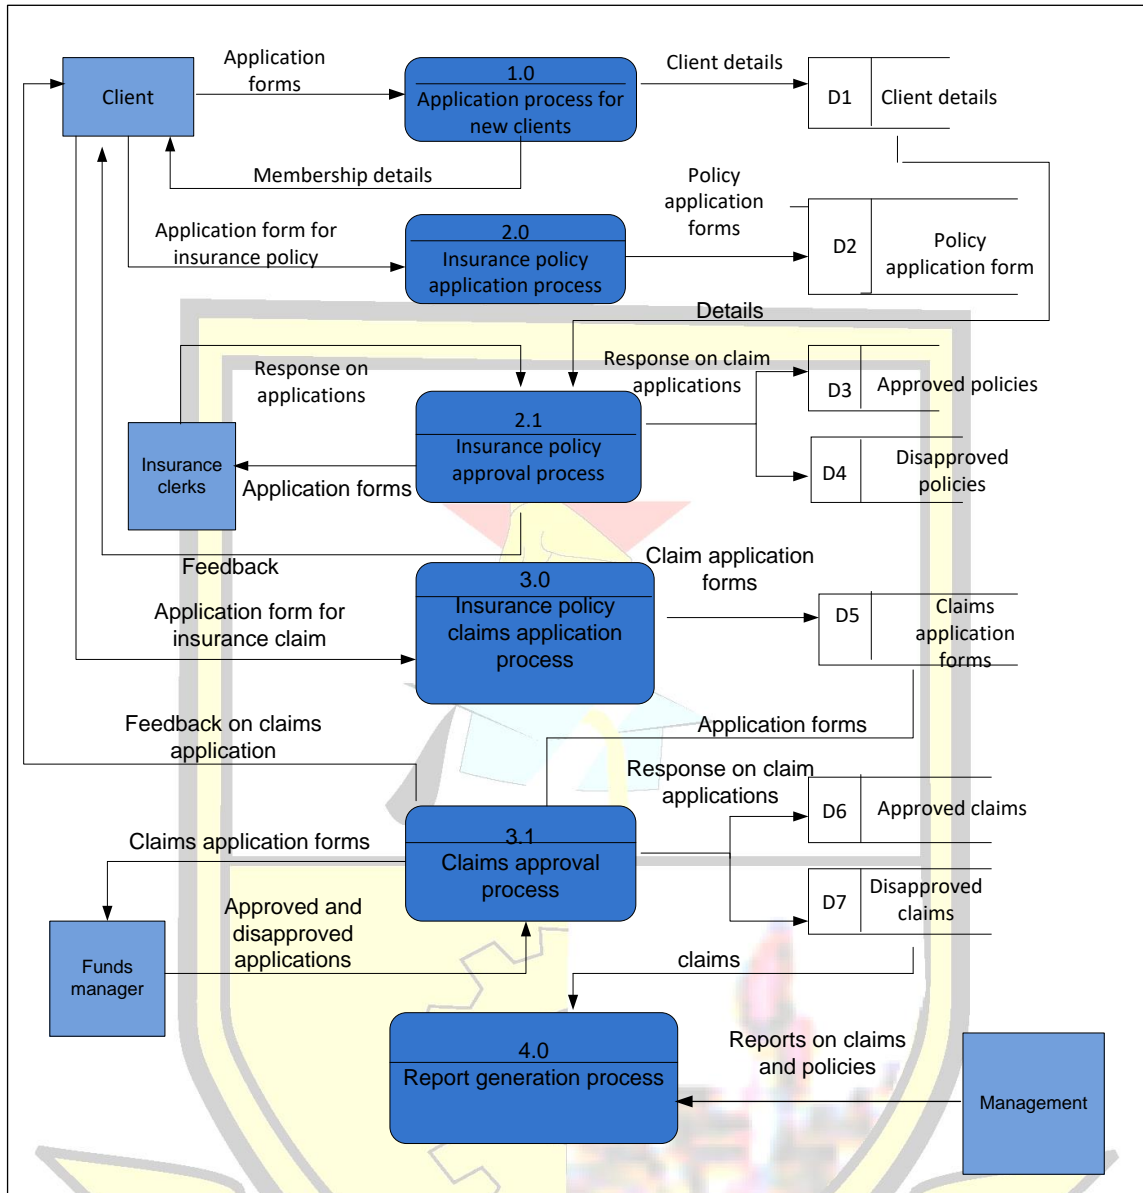 Client
Application
forms
1.0
Application process for
new clients
Client details
D1
Client details
Membership details
Application form for
insurance policy
2.0
Insurance policy
application process
Policy
application
forms
D2
Policy
application form
Details
Response on
applications
Response on claim
applications
D3
Approved policies
2.1
Insurance policy
approval process
Insurance
clerks
Application forms
D4
Disapproved
policies
Feedback
3.0
Insurance policy
claims application
process
Claim application
forms
D5
Claims
application
forms
Application form for
insurance claim
Feedback on claims
application
Application forms
Response on claim
applications
D6
Approved claims
3.1
Claims approval
process
Claims application forms
D7
Disapproved
claims
Approved and
disapproved
applications
Funds
manager
claims
4.0
Report generation process
Reports on claims
and policies
Management